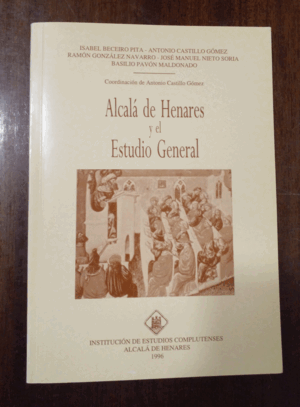 ISABEL BECEIRO PITA - ANTONIO CASTILLO GÓMEZ
RAMÓN GONZÁLEZ NAVARRO - JOSÉ MANUEL NIETO SORIA
BASILIO PAVÓN MALDONADO
Coordinación de Antonio Castillo Gómez
Alcalá de Henares
y el
Estudio General
INSTITUCIÓN DE ESTUDIOS COMPLUTENSES
ALCALÁ DE HENARES
1996